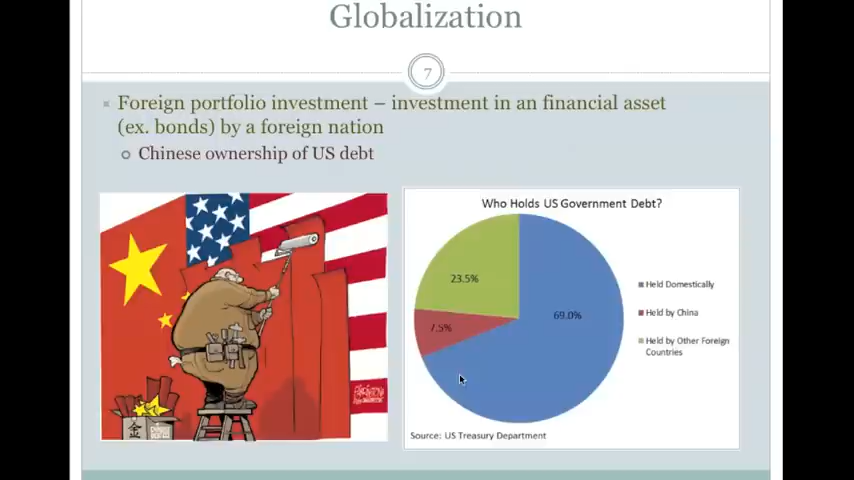 Globalization
7
Foreign portfolio investment – investment in an financial asset
(ex. bonds) by a foreign nation
Chinese ownership of US debt
Who Holds US Government Debt?
23.5%
7.5%
69.0%
Held Domestically
Held by China
Held by Other Foreign
Countries
Source: US Treasury Department
金